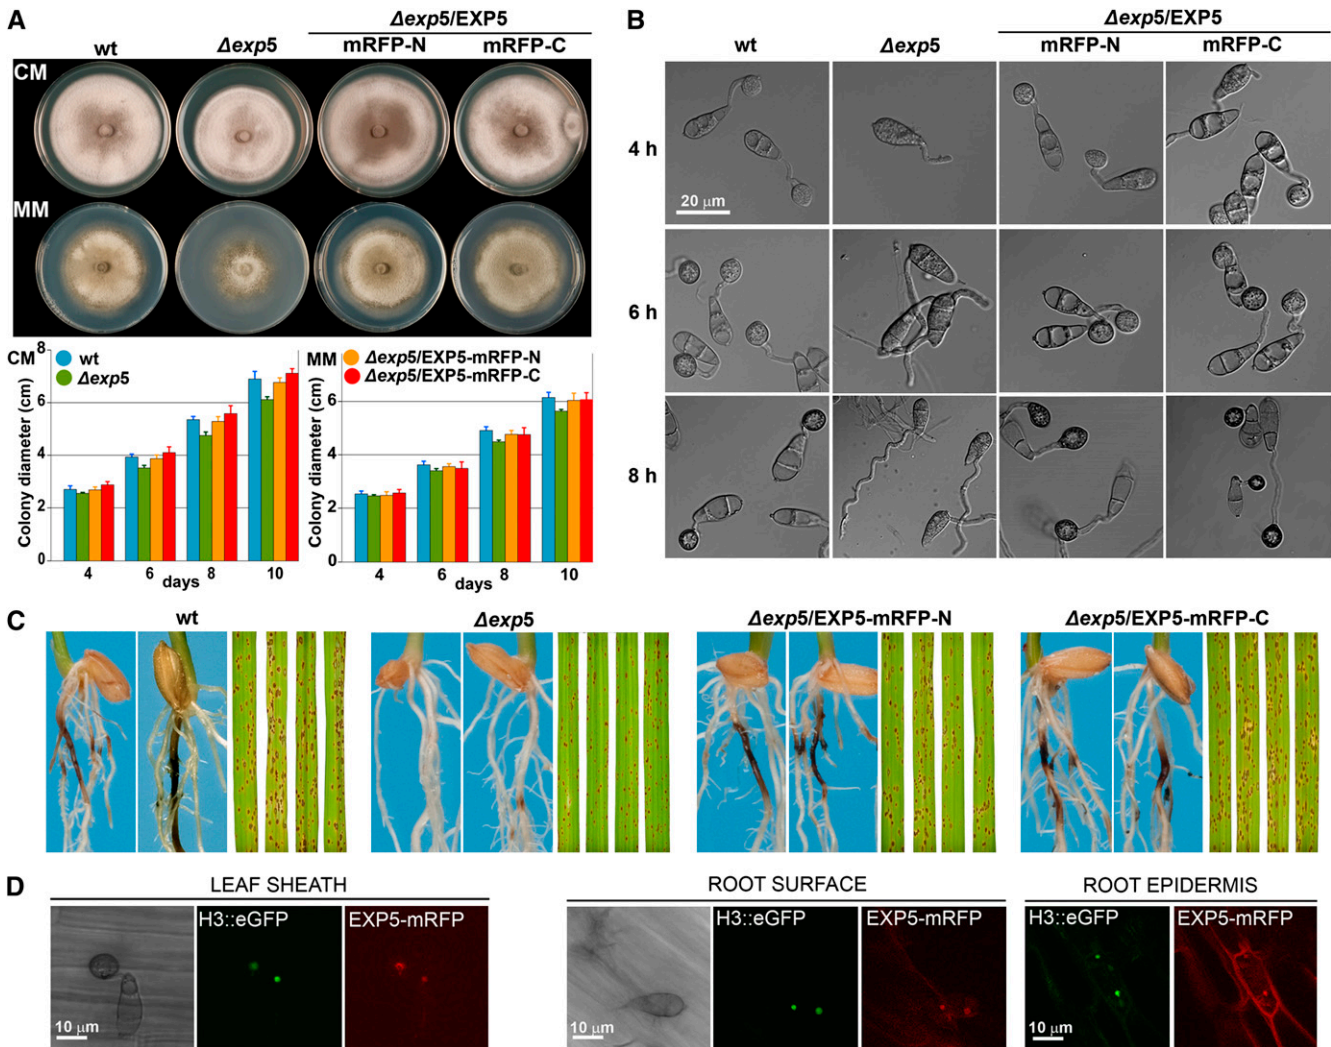 A
Δexp5/EXP5
wt Δexp5 mRFP-N mRFP-C
CM
MM
CM 8 6 4 2 0
Colony diameter (cm)
wt
Δexp5
4 6 8 10
days
MM 6 4 2 0
Colony diameter (cm)
Δexp5/EXP5-mRFP-N
Δexp5/EXP5-mRFP-C
4 6 8 10
days
B
Δexp5/EXP5
wt Δexp5 mRFP-N mRFP-C
4 h
20 µm
6 h
8 h
C
wt Δexp5 Δexp5/EXP5-mRFP-N Δexp5/EXP5-mRFP-C
D
LEAF SHEATH ROOT SURFACE ROOT EPIDERMIS
H3::eGFP EXP5-mRFP H3::eGFP EXP5-mRFP H3::eGFP EXP5-mRFP
10 µm 10 µm 10 µm